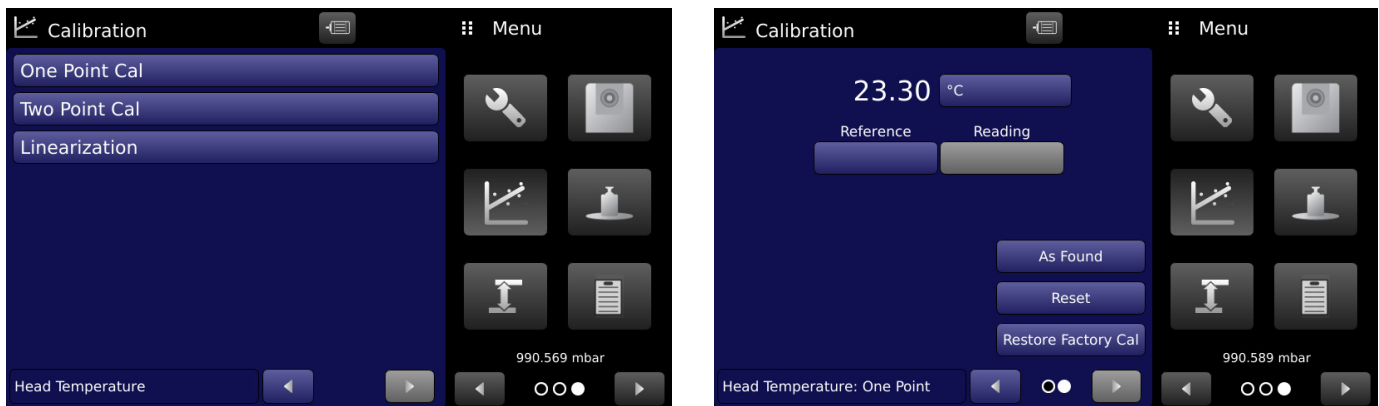 Calibration
Menu
One Point Cal
Two Point Cal
Linearization
990.569 mbar
Head Temperature
Calibration
Menu
23.30 °C
Reference Reading
As Found
Reset
Restore Factory Cal
990.589 mbar
Head Temperature: One Point